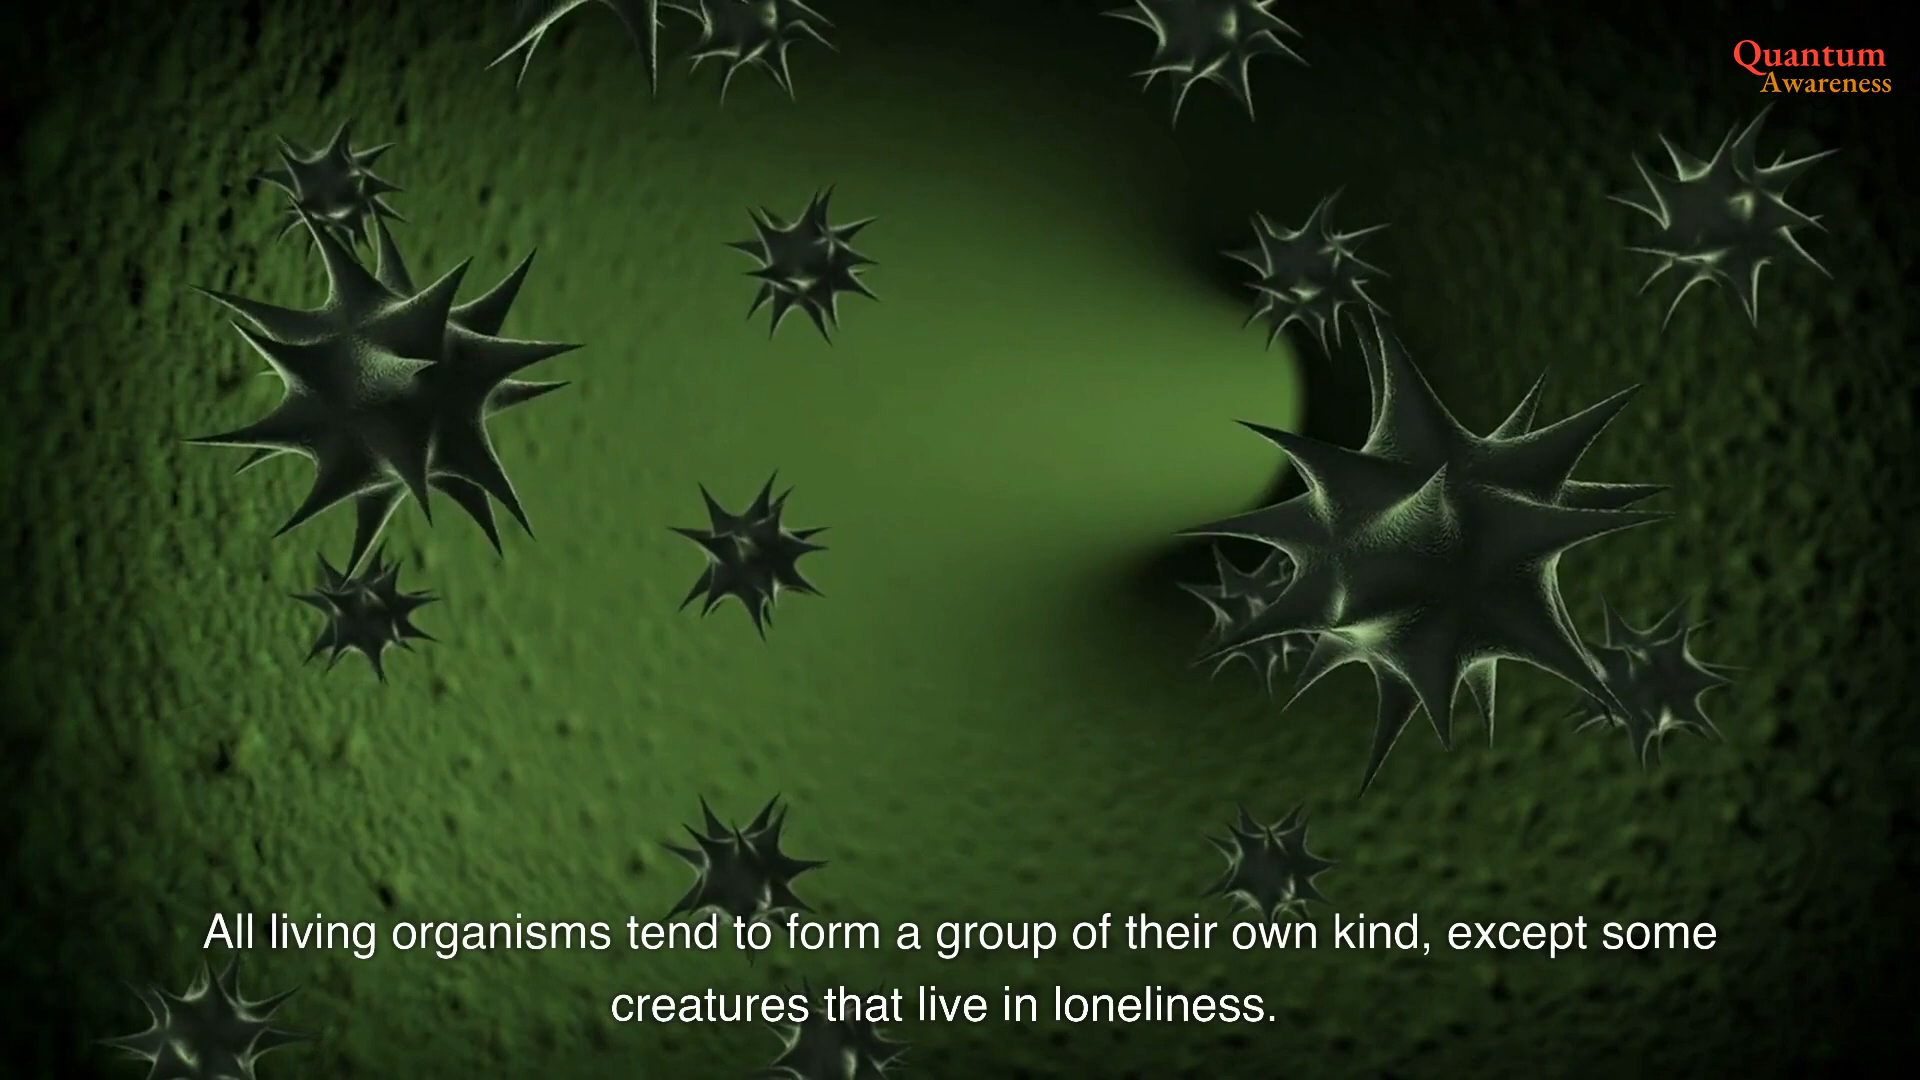 Quantum
Awareness
All living organisms tend to form a group of their own kind, except some
creatures that live in loneliness.